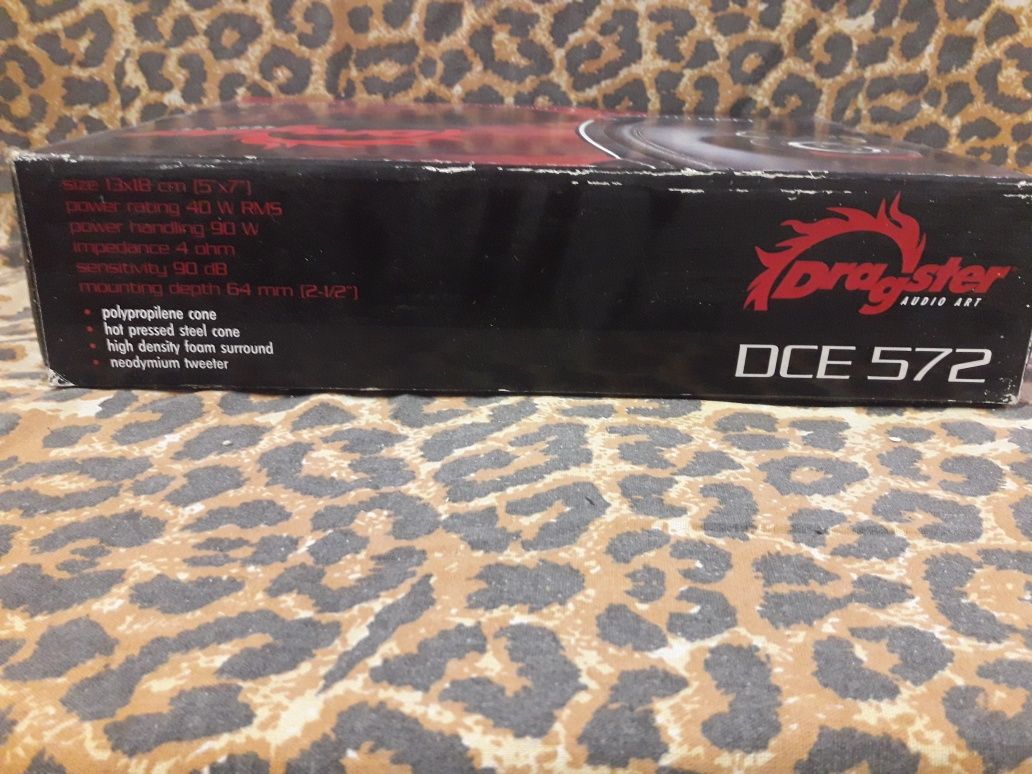 size 13x18 cm (5"x7")
power rating 40 W RMS
power handling 90 W
impedance 4 ohm
sensitivity 90 dB
mounting depth 64 mm (2-1/2")
• polypropilene cone
• hot pressed steel cone
• high density foam surround
• neodymium tweeter
Dragster
AUDIO ART
DCE 572